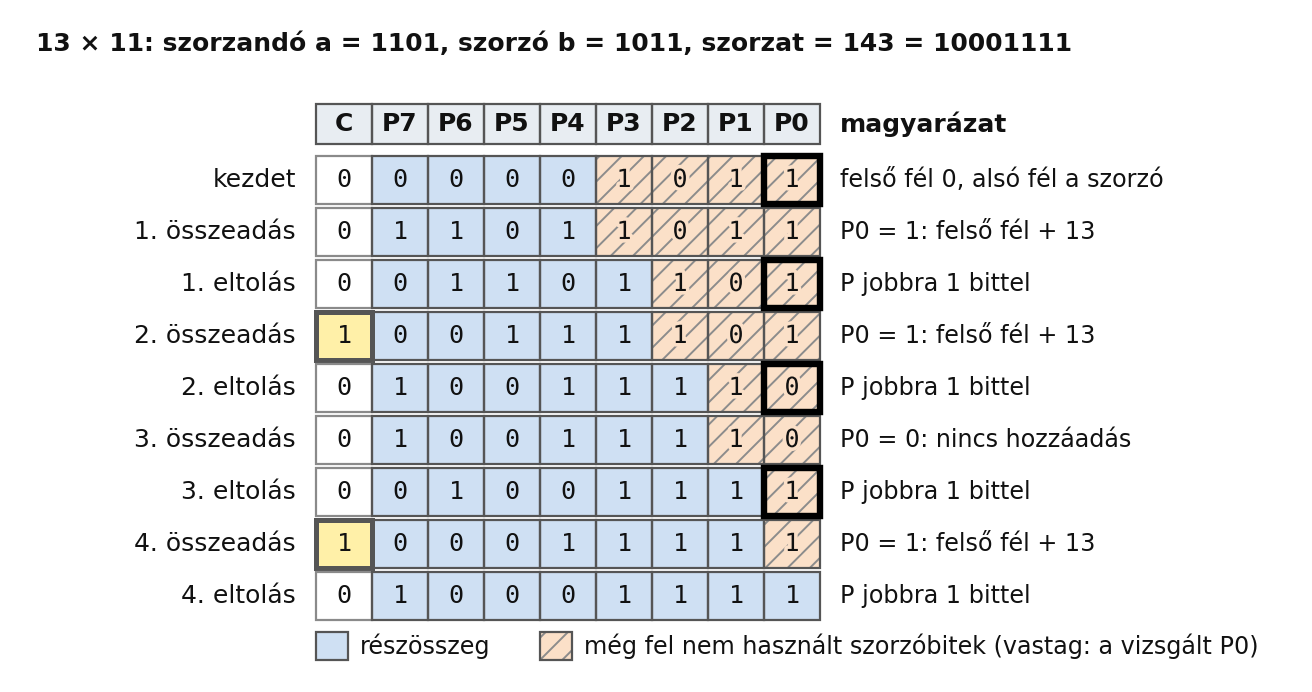 13 × 11: szorzandó a = 1101, szorzó b = 1011, szorzat = 143 = 10001111
C P7 P6 P5 P4 P3 P2 P1 P0 magyarázat
kezdet 0 0 0 0 0 1 0 1 1 felső fél 0, alsó fél a szorzó
1. összeadás 0 1 1 0 1 1 0 1 1 P0 = 1: felső fél + 13
1. eltolás 0 0 1 1 0 1 1 0 1 P jobbra 1 bittel
2. összeadás 1 0 0 1 1 1 1 0 1 P0 = 1: felső fél + 13
2. eltolás 0 1 0 0 1 1 1 1 0 P jobbra 1 bittel
3. összeadás 0 1 0 0 1 1 1 1 0 P0 = 0: nincs hozzáadás
3. eltolás 0 0 1 0 0 1 1 1 1 P jobbra 1 bittel
4. összeadás 1 0 0 0 1 1 1 1 1 P0 = 1: felső fél + 13
4. eltolás 0 1 0 0 0 1 1 1 1 P jobbra 1 bittel
részösszeg még fel nem használt szorzóbitek (vastag: a vizsgált P0)